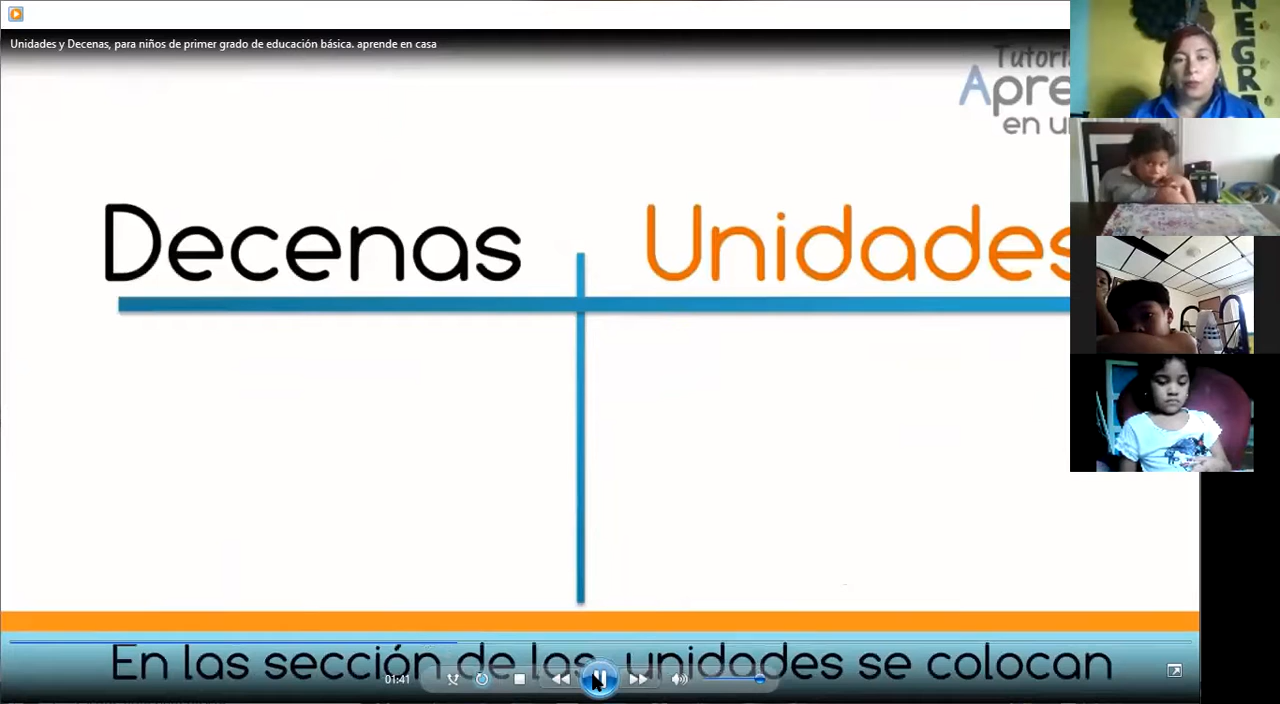 Unidades y Decenas, para niños de primer grado de educación básica. aprende en casa
Tutori
Apre
en u
NEGRA
Decenas
Unidades
En las sección de las unidades se colocan
01:41